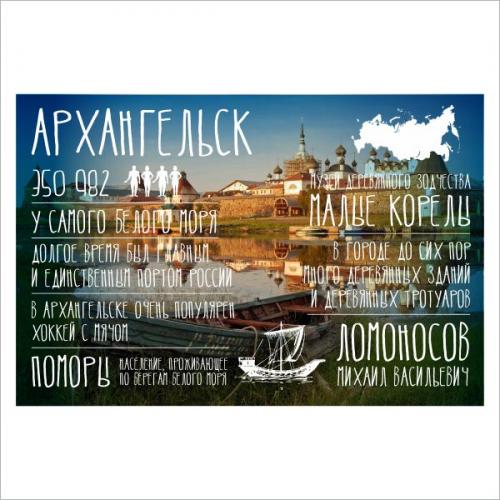 АРХАНГЕЛЬСК
350 982
У САМОГО БЕЛОГО МОРЯ
ДОЛГОЕ ВРЕМЯ БЫЛ ГЛАВНЫМ
И ЕДИНСТВЕННЫМ ПОРТОМ РОССИИ
В АРХАНГЕЛЬСКЕ ОЧЕНЬ ПОПУЛЯРЕН
ХОККЕЙ С МЯЧОМ
ПОМОРЫ
НАСЕЛЕНИЕ, ПРОЖИВАЮЩЕЕ
ПО БЕРЕГАМ БЕЛОГО МОРЯ
МУЗЕЙ ДЕРЕВЯННОГО ЗОДЧЕСТВА
МАЛЫЕ КОРЕЛЫ
В ГОРОДЕ ДО СИХ ПОР
МНОГО ДЕРЕВЯННЫХ ЗДАНИЙ
И ДЕРЕВЯННЫХ ТРОТУАРОВ
ЛОМОНОСОВ
МИХАИЛ ВАСИЛЬЕВИЧ